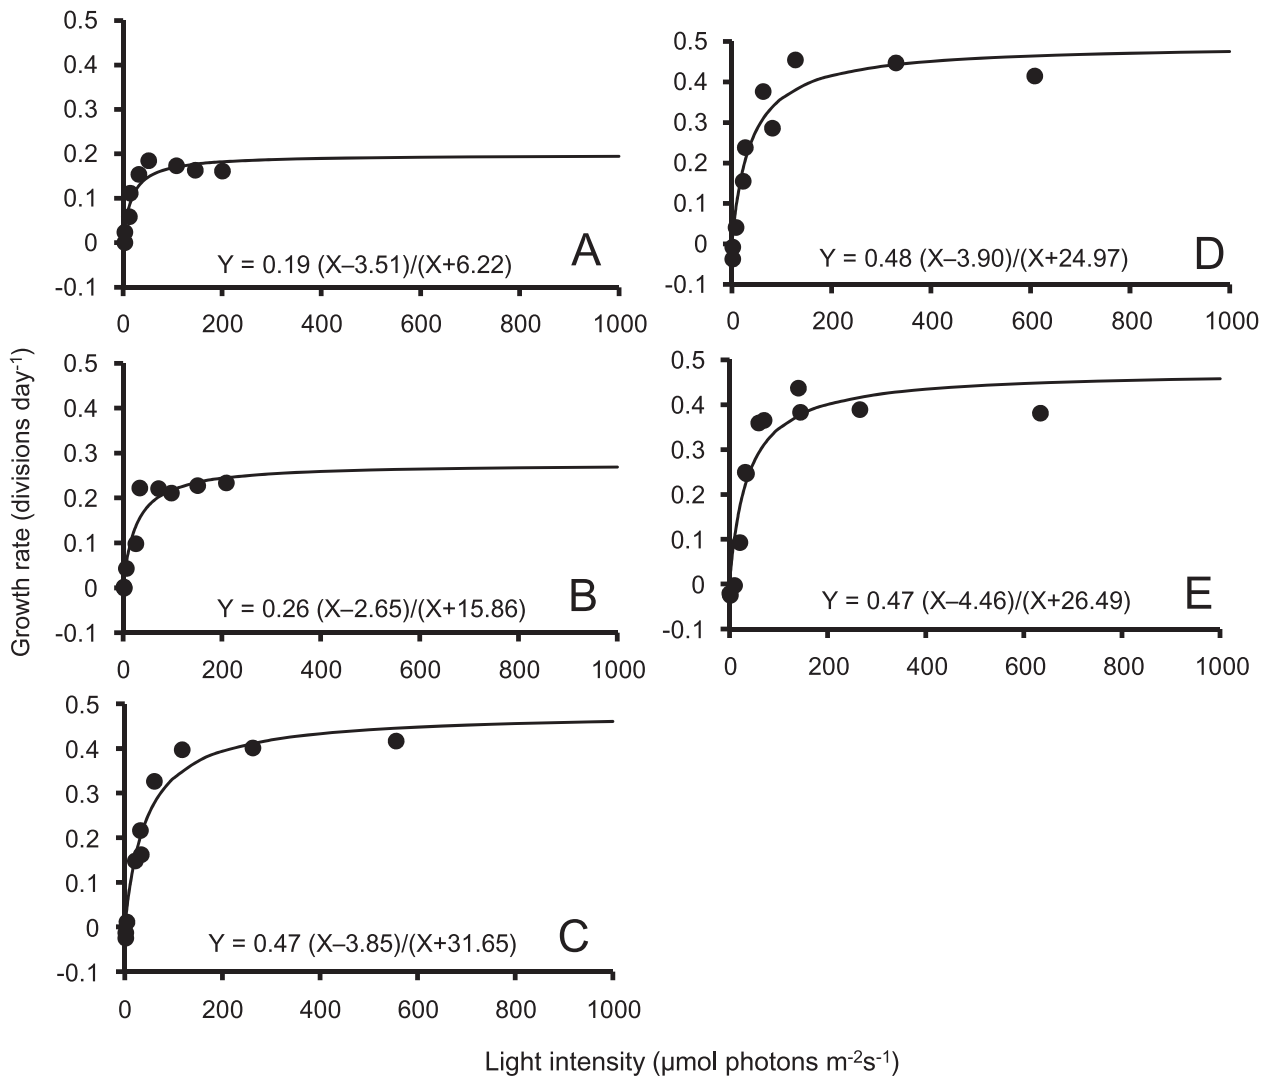 Growth rate (divisions day-1)
0.5
0.4
0.3
0.2
0.1
0
-0.1
Y = 0.19 (X–3.51)/(X+6.22)
A
0 200 400 600 800 1000
0.5
0.4
0.3
0.2
0.1
0
-0.1
Y = 0.26 (X–2.65)/(X+15.86)
B
0 200 400 600 800 1000
0.5
0.4
0.3
0.2
0.1
0
-0.1
Y = 0.47 (X–3.85)/(X+31.65)
C
0 200 400 600 800 1000
0.5
0.4
0.3
0.2
0.1
0
-0.1
Y = 0.48 (X–3.90)/(X+24.97)
D
0 200 400 600 800 1000
0.5
0.4
0.3
0.2
0.1
0
-0.1
Y = 0.47 (X–4.46)/(X+26.49)
E
0 200 400 600 800 1000
Light intensity (μmol photons m-2s-1)